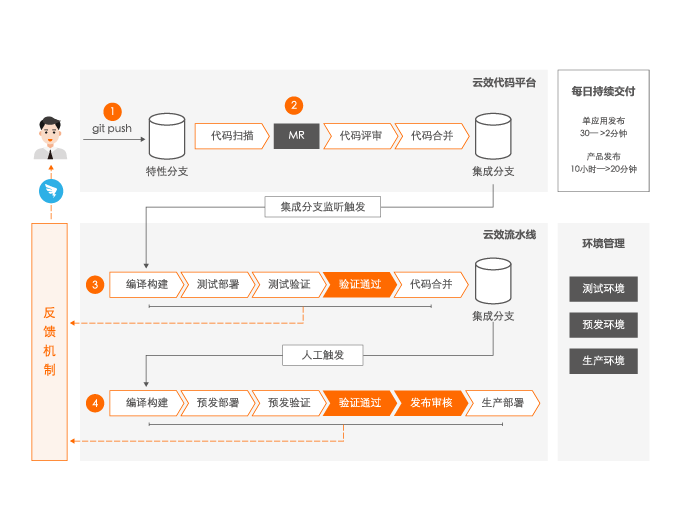 云效代码平台
1
git push
特性分支
2
代码扫描
MR
代码评审
代码合并
集成分支
每日持续交付
单应用发布
30一>2分钟
产品发布
10小时一>20分钟
集成分支监听触发
云效流水线
3
编译构建
测试部署
测试验证
验证通过
代码合并
集成分支
人工触发
4
编译构建
预发部署
预发验证
验证通过
发布审核
生产部署
反
馈
机
制
环境管理
测试环境
预发环境
生产环境